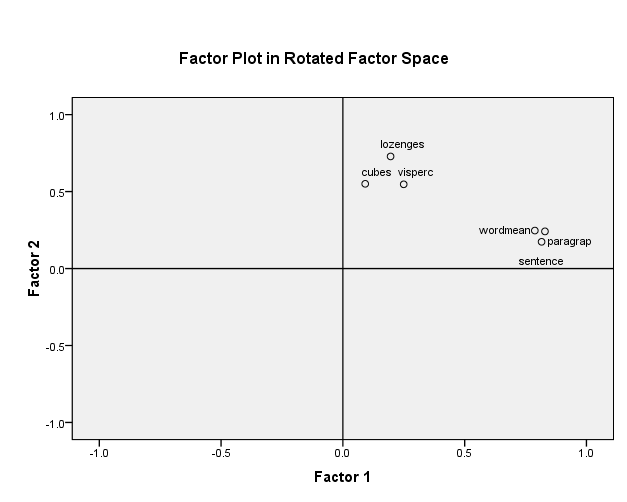 Factor Plot in Rotated Factor Space
1.0
lozenges
cubes visperc
0.5
wordmean
paragrap
sentence
0.0
-0.5
-1.0
Factor 2
-1.0 -0.5 0.0 0.5 1.0
Factor 1